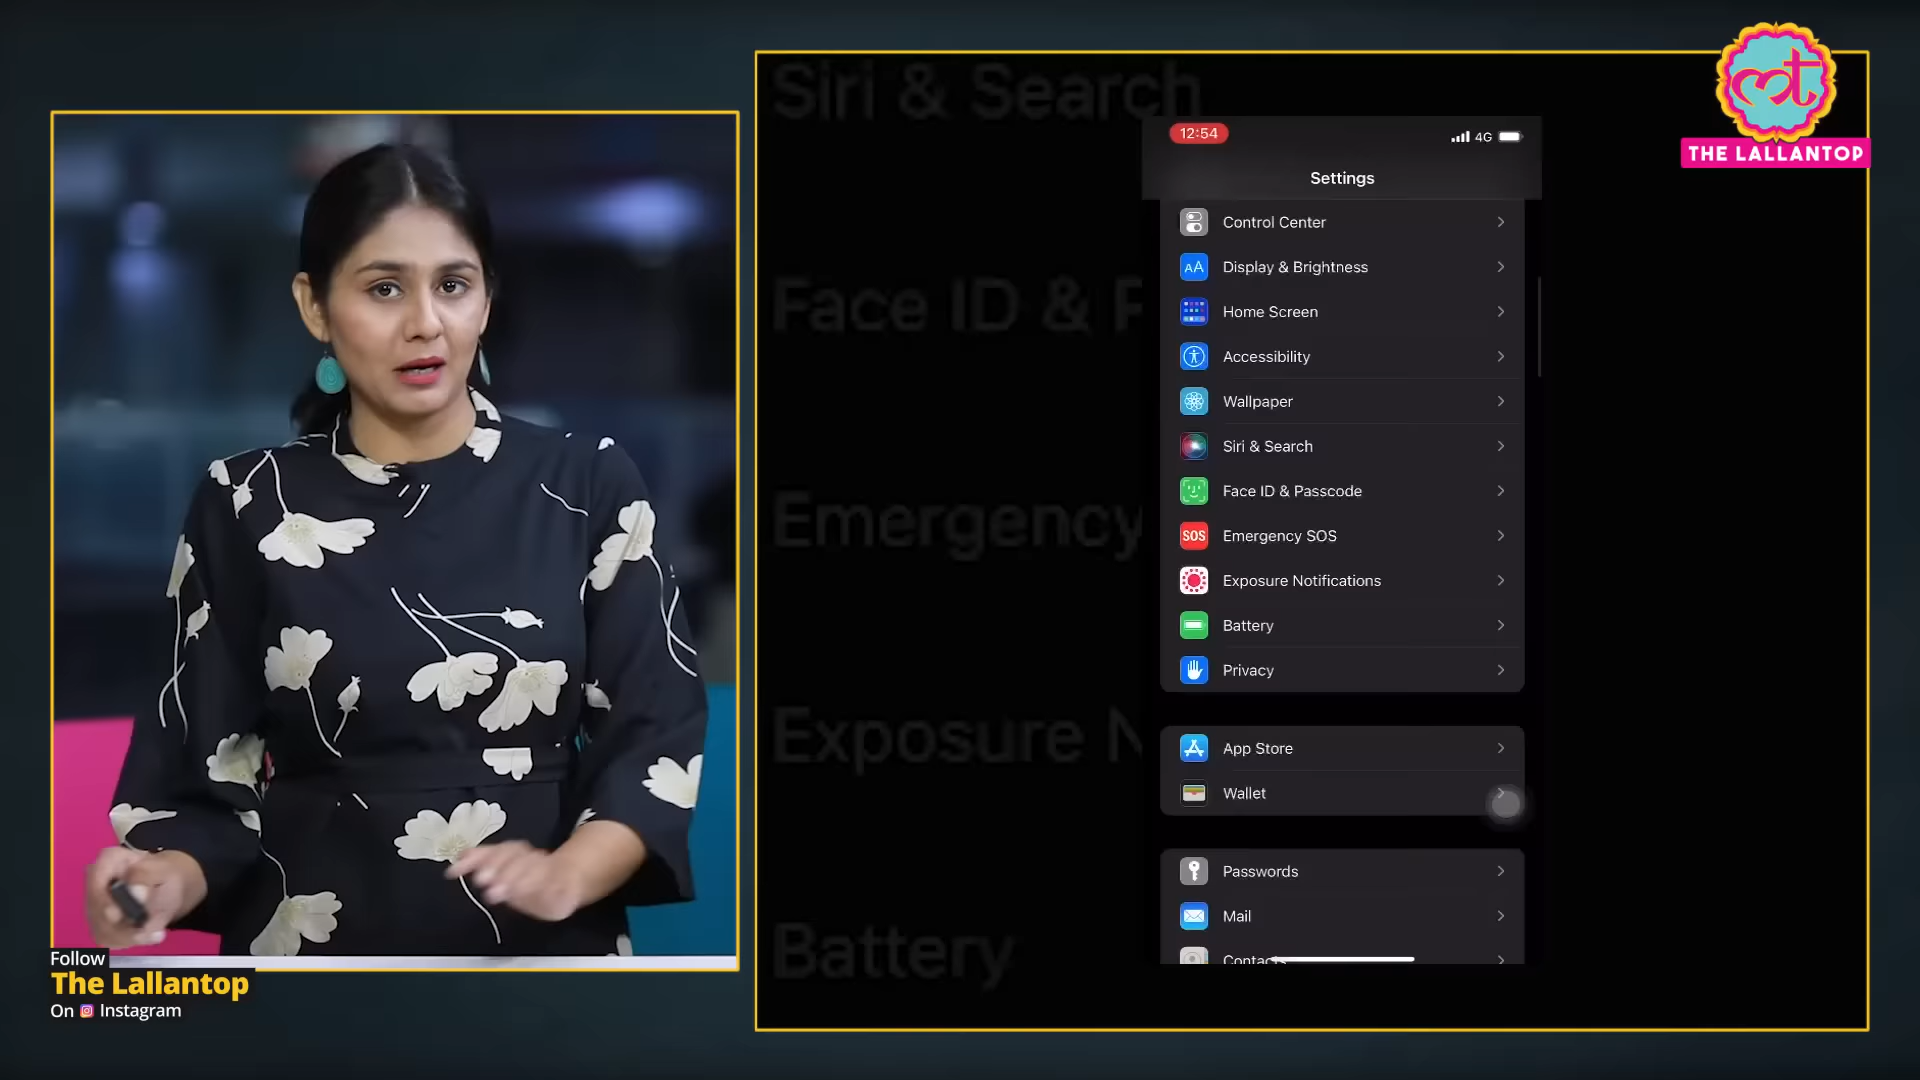 Siri & Search
Face ID & P
Emergency
Exposure N
Battery
12:54
4G
Settings
Control Center
AA
Display & Brightness
Home Screen
Accessibility
Wallpaper
Siri & Search
Face ID & Passcode
SOS
Emergency SOS
Exposure Notifications
Battery
Privacy
App Store
Wallet
Passwords
Mail
Contacts
THE LALLANTOP
Follow
The Lallantop
On Instagram